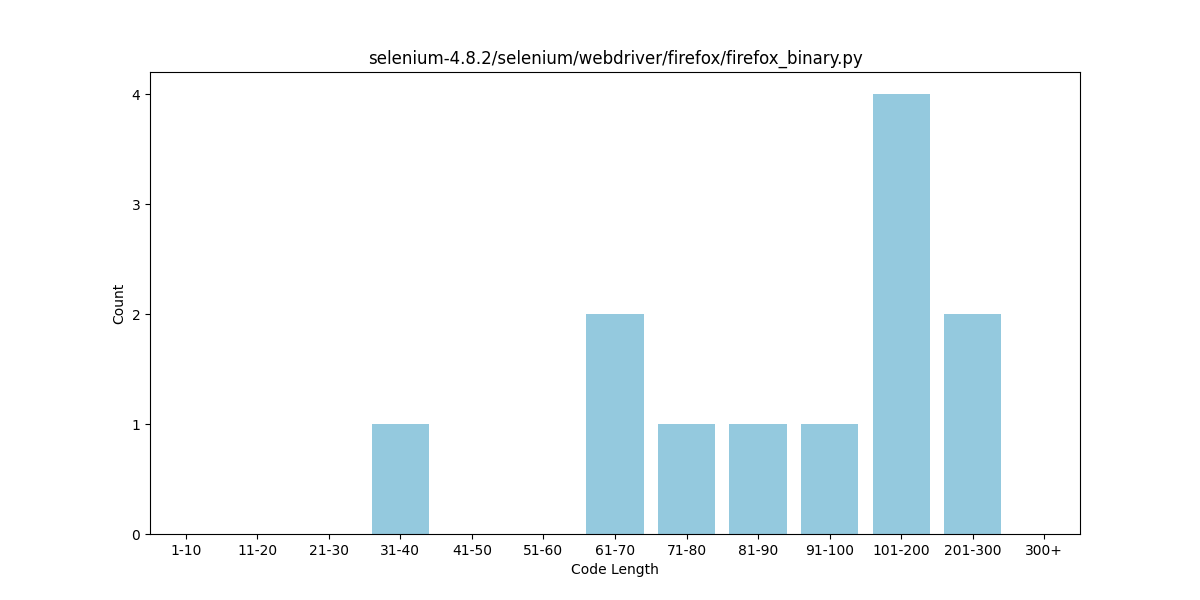 selenium-4.8.2/selenium/webdriver/firefox/firefox_binary.py
4
3
2
1
0
Count
1-10 11-20 21-30 31-40 41-50 51-60 61-70 71-80 81-90 91-100 101-200 201-300 300+
Code Length